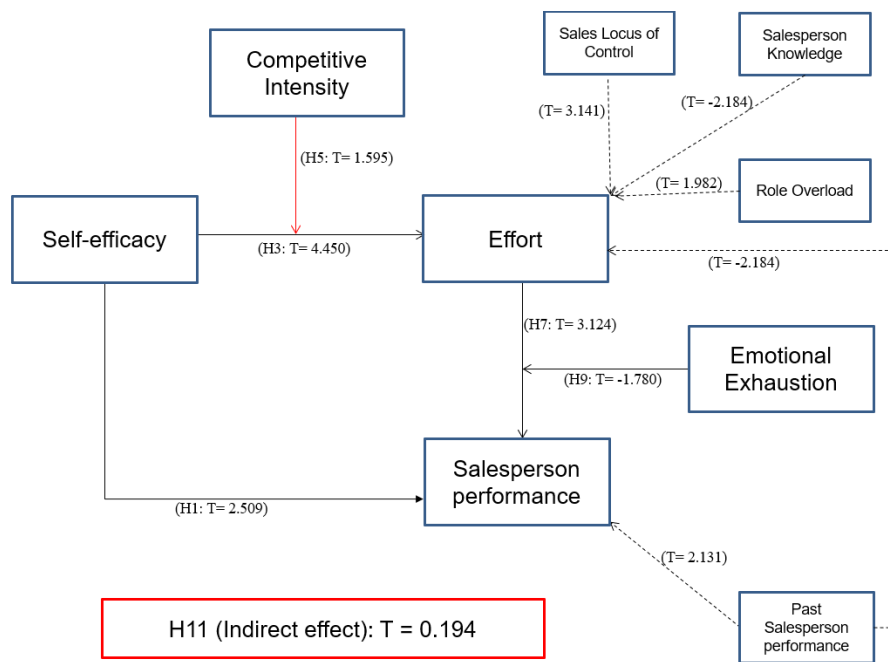 Competitive
Intensity
Sales Locus of
Control
Salesperson
Knowledge
(T= 3.141)
(T= -2.184)
(H5: T= 1.595)
(T= 1.982)
Role Overload
Self-efficacy
(H3: T= 4.450)
Effort
(T= -2.184)
(H7: T= 3.124)
Emotional
Exhaustion
(H9: T= -1.780)
Salesperson
performance
(H1: T= 2.509)
(T= 2.131)
H11 (Indirect effect): T = 0.194
Past
Salesperson
performance